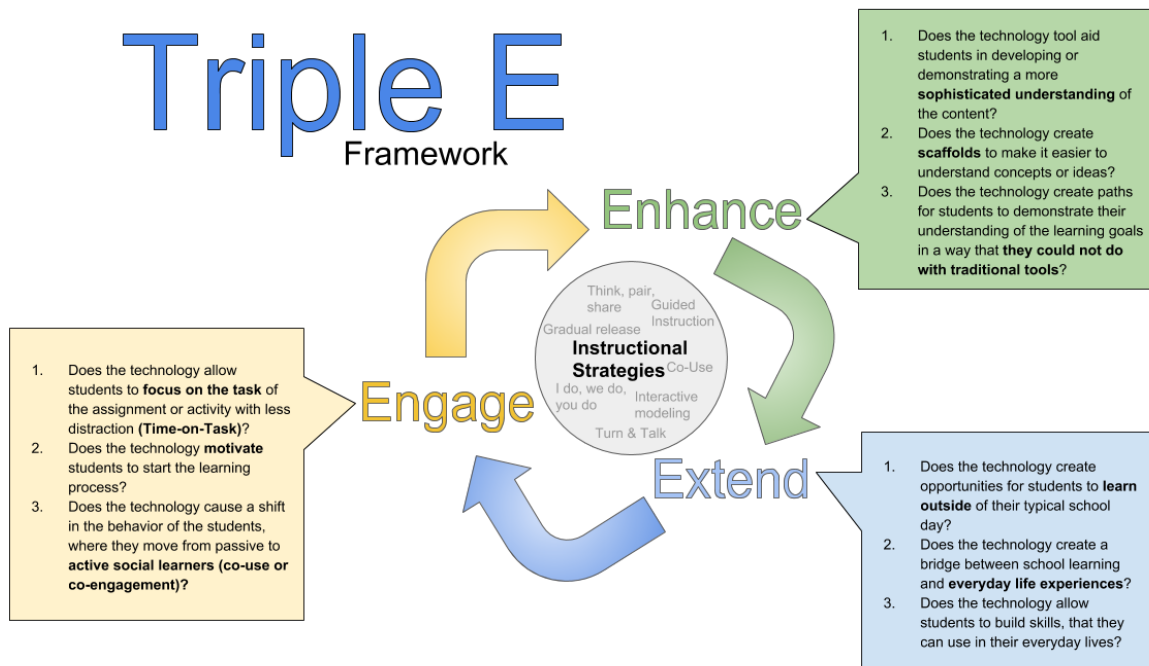 Triple E
Framework
Enhance
1. Does the technology tool aid
students in developing or
demonstrating a more
sophisticated understanding of
the content?
2. Does the technology create
scaffolds to make it easier to
understand concepts or ideas?
3. Does the technology create paths
for students to demonstrate their
understanding of the learning goals
in a way that they could not do
with traditional tools?
Think, pair,
share
Guided
Instruction
Gradual release
Instructional
Strategies
Co-Use
I do, we do,
you do
Interactive
modeling
Turn & Talk
Engage
1. Does the technology allow
students to focus on the task of
the assignment or activity with less
distraction (Time-on-Task)?
2. Does the technology motivate
students to start the learning
process?
3. Does the technology cause a shift
in the behavior of the students,
where they move from passive to
active social learners (co-use or
co-engagement)?
Extend
1. Does the technology create
opportunities for students to learn
outside of their typical school
day?
2. Does the technology create a
bridge between school learning
and everyday life experiences?
3. Does the technology allow
students to build skills, that they
can use in their everyday lives?